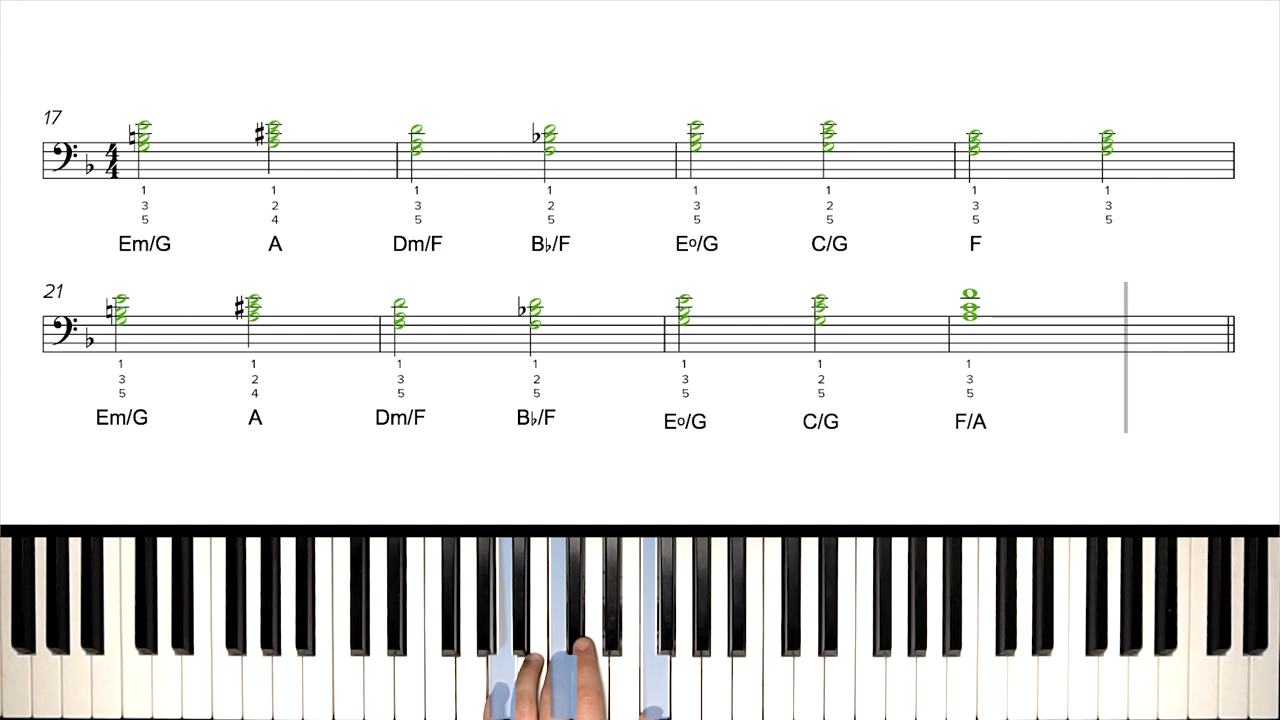 17
4
4
1 1 1 1 1 1 1 1
3 2 3 2 3 2 3 3
5 4 5 5 5 5 5 5
Em/G A Dm/F B♭/F Eo/G C/G F
21
1 1 1 1 1 1 1
3 2 3 2 3 2 3
5 4 5 5 5 5 5
Em/G A Dm/F B♭/F Eo/G C/G F/A